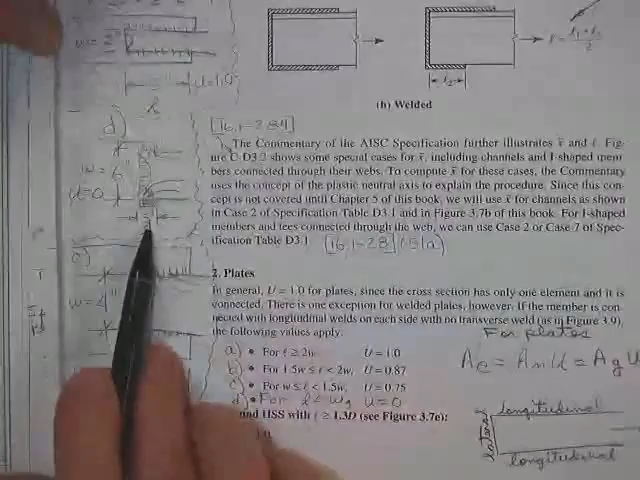 l₂
(b) Welded
[16.1-284]
The Commentary of the AISC Specification further illustrates x̄ and ℓ. Fig-
ure C-D3.2 shows some special cases for x̄, including channels and I-shaped mem-
bers connected through their webs. To compute x̄ for these cases, the Commentary
uses the concept of the plastic neutral axis to explain the procedure. Since this con-
cept is not covered until Chapter 5 of this book, we will use x̄ for channels as shown
in Case 2 of Specification Table D3.1 and in Figure 3.7b of this book. For I-shaped
members and tees connected through the web, we can use Case 2 or Case 7 of Spec-
ification Table D3.1
d)
w = 6"
U=0
3"
2. Plates
In general, U = 1.0 for plates, since the cross section has only one element and it is
connected. There is one exception for welded plates, however. If the member is con-
nected with longitudinal welds on each side with no transverse weld (as in Figure 3.9),
the following values apply:
For plates
a) • For ℓ ≥ 2w U = 1.0
b) • For 1.5w ≤ ℓ < 2w, U = 0.87
c) • For w ≤ ℓ < 1.5w, U = 0.75
d) • For ℓ < w, U = 0
Ae = An U = Ag U
and HSS with ℓ ≥ 1.3D (see Figure 3.7e):
longitudinal
longitudinal